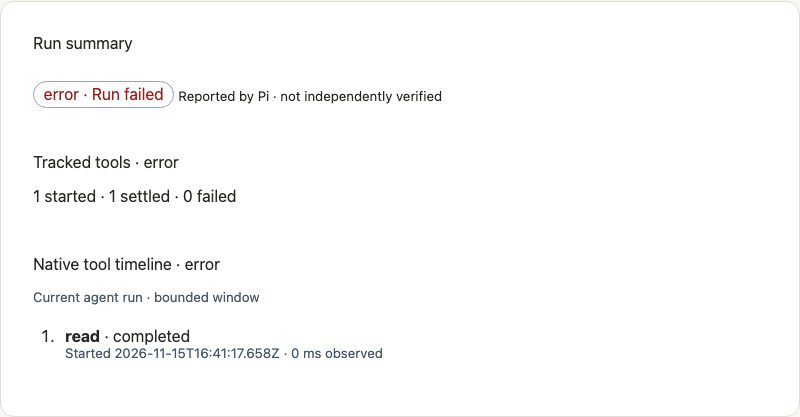 Run summary
error · Run failed Reported by Pi · not independently verified
Tracked tools · error
1 started · 1 settled · 0 failed
Native tool timeline · error
Current agent run · bounded window
1. read · completed
Started 2026-11-15T16:41:17.658Z · 0 ms observed